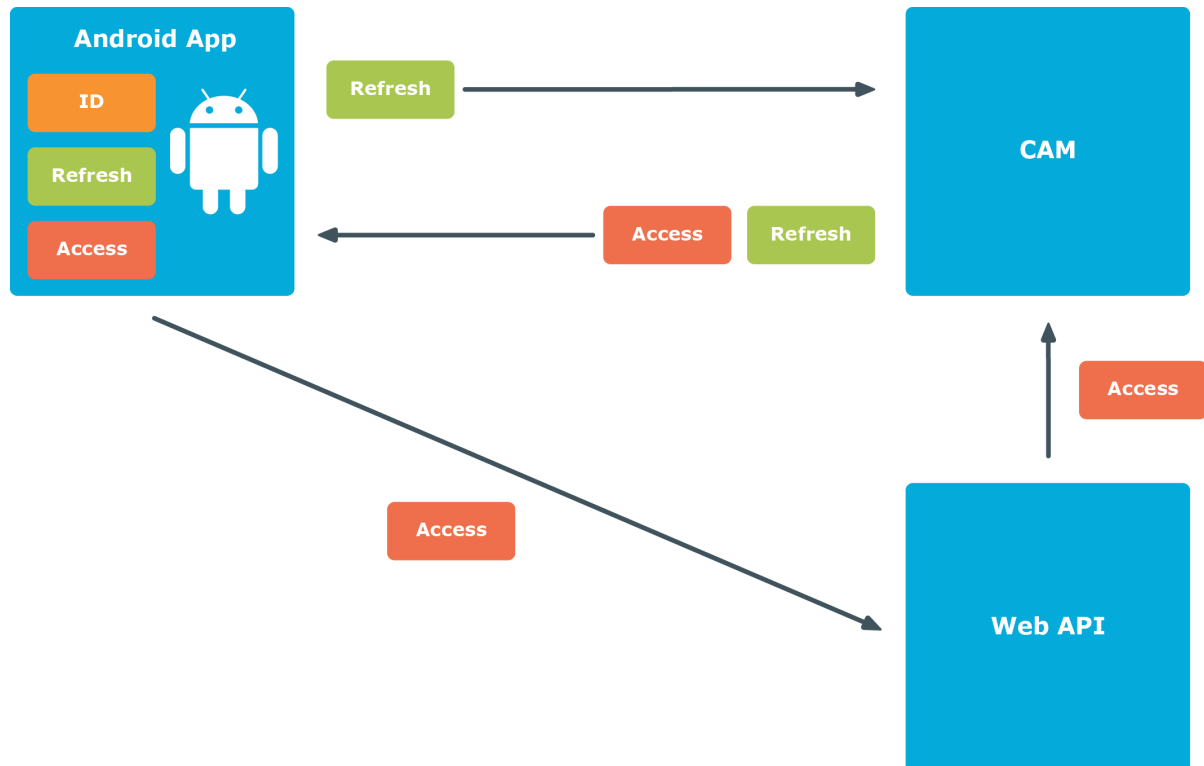 Android App
ID
Refresh
Access
Refresh
Access
Refresh
CAM
Access
Access
Web API